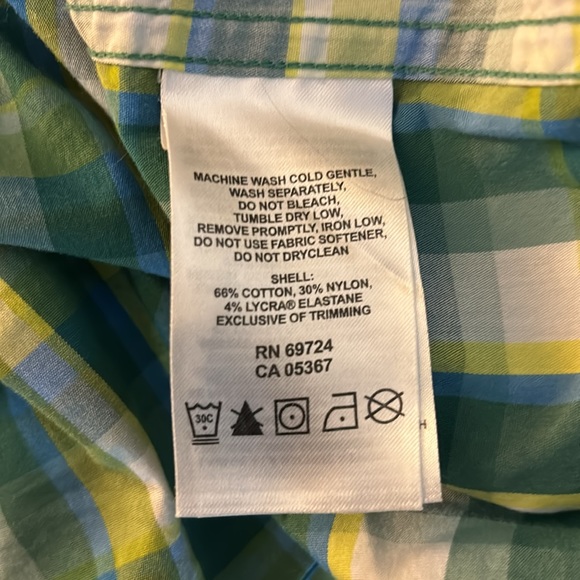 MACHINE WASH COLD GENTLE,
WASH SEPARATELY,
DO NOT BLEACH,
TUMBLE DRY LOW,
REMOVE PROMPTLY, IRON LOW,
DO NOT USE FABRIC SOFTENER,
DO NOT DRYCLEAN
SHELL:
66% COTTON, 30% NYLON,
4% LYCRA® ELASTANE
EXCLUSIVE OF TRIMMING
RN 69724
CA 05367
30C
H